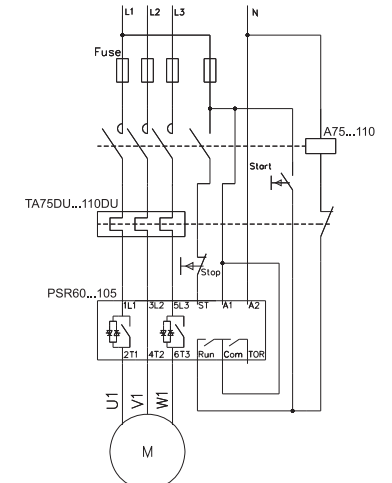 L1 L2 L3 N
Fuse
A75...110
Start
TA75DU...110DU
Stop
PSR60...105
1L1 3L2 5L3 ST A1 A2
2T1 4T2 6T3 Run Com TOR
U1 V1 W1
M